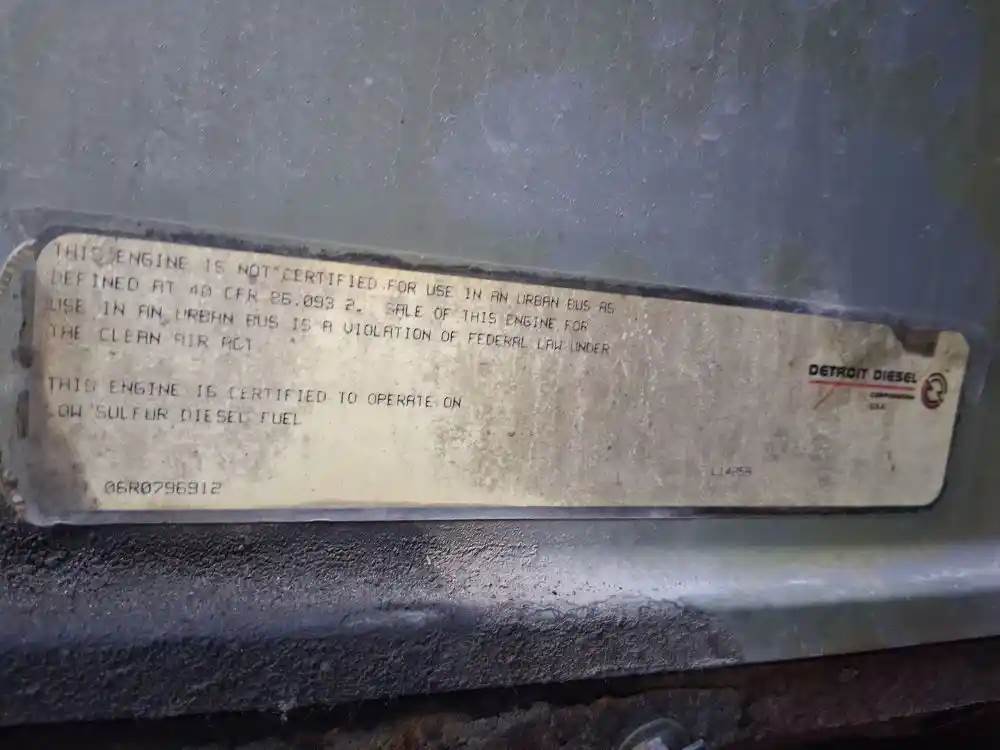 THIS ENGINE IS NOT CERTIFIED FOR USE IN AN URBAN BUS AS
DEFINED AT 40 CFR 86.093 2. SALE OF THIS ENGINE FOR
USE IN AN URBAN BUS IS A VIOLATION OF FEDERAL LAW UNDER
THE CLEAN AIR ACT
THIS ENGINE IS CERTIFIED TO OPERATE ON
LOW SULFUR DIESEL FUEL
DETROIT DIESEL
CORPORATION
USA
06R0796912